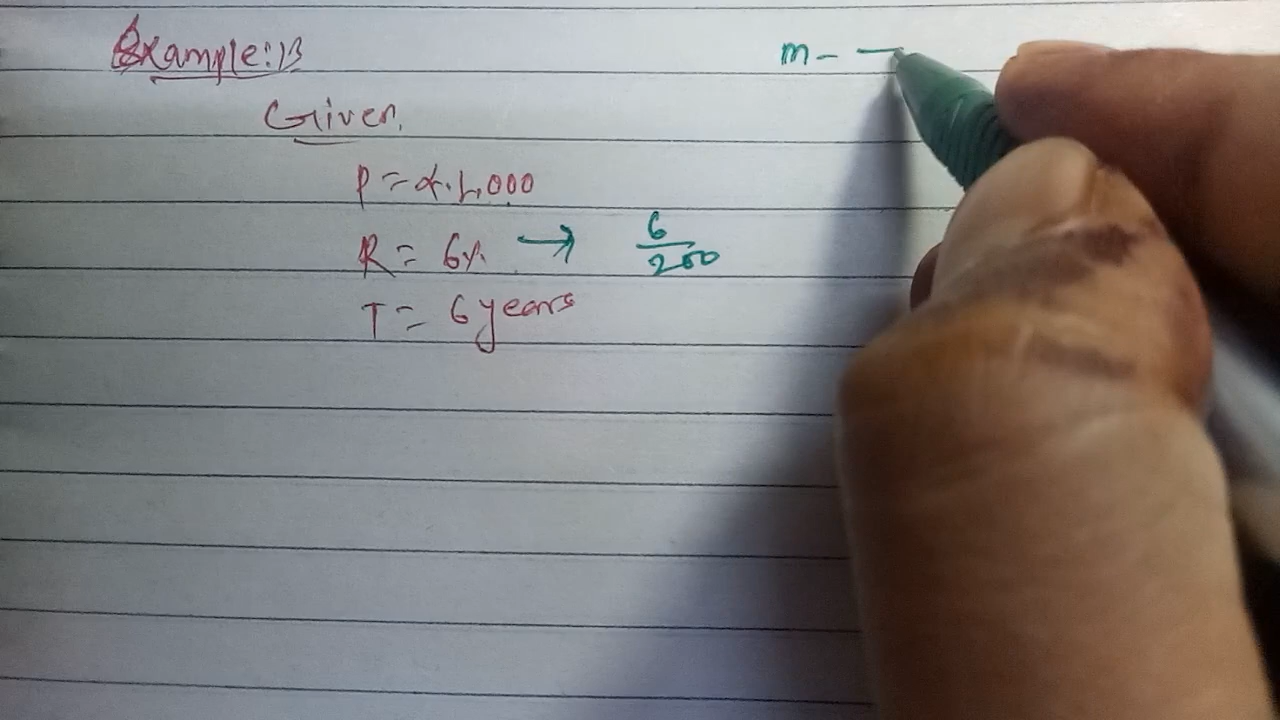 Example: 13
m -
Given,
P = ₹. 1,000
R = 6% → 6/200
T = 6 years